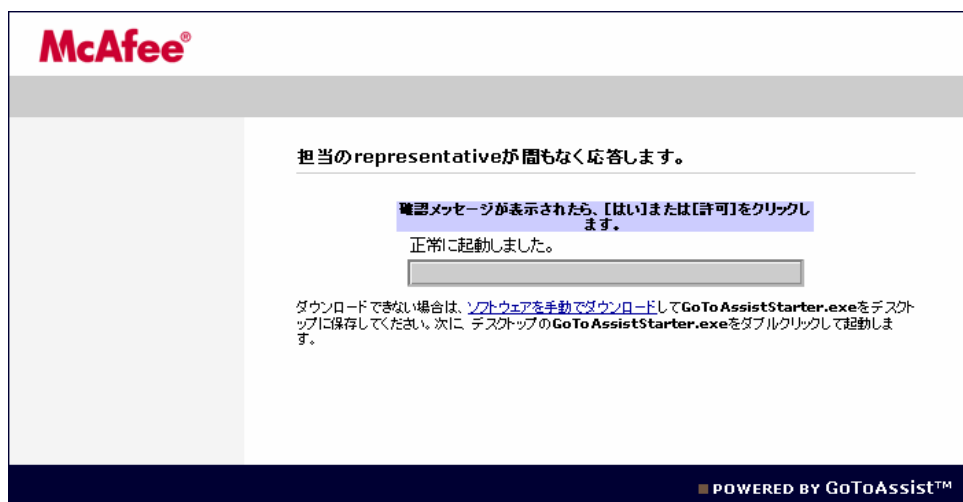 McAfee®
担当のrepresentativeが間もなく応答します。
確認メッセージが表示されたら、[はい]または[許可]をクリックし
ます。
正常に起動しました。
ダウンロードできない場合は、ソフトウェアを手動でダウンロードしてGoToAssistStarter.exeをデスクト
ップに保存してください。次に、デスクトップのGoToAssistStarter.exeをダブルクリックして起動しま
す。
POWERED BY GoToAssist™